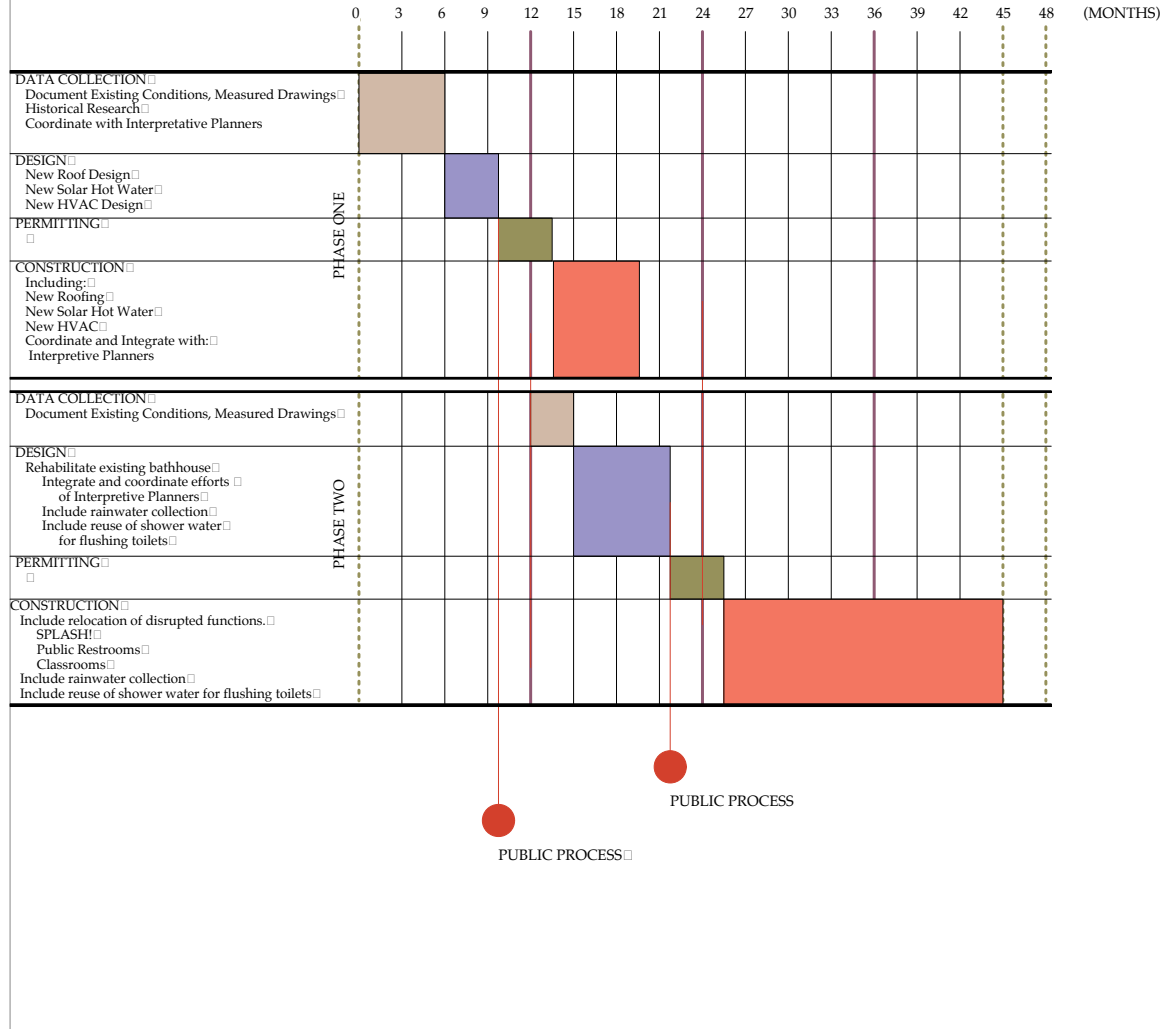 0 3 6 9 12 15 18 21 24 27 30 33 36 39 42 45 48 (MONTHS)
DATA COLLECTION
Document Existing Conditions, Measured Drawings
Historical Research
Coordinate with Interpretative Planners
DESIGN
New Roof Design
New Solar Hot Water
New HVAC Design
PERMITTING
CONSTRUCTION
Including:
New Roofing
New Solar Hot Water
New HVAC
Coordinate and Integrate with:
Interpretive Planners
PHASE ONE
DATA COLLECTION
Document Existing Conditions, Measured Drawings
DESIGN
Rehabilitate existing bathhouse
Integrate and coordinate efforts
of Interpretive Planners
Include rainwater collection
Include reuse of shower water
for flushing toilets
PERMITTING
CONSTRUCTION
Include relocation of disrupted functions.
SPLASH!
Public Restrooms
Classrooms
Include rainwater collection
Include reuse of shower water for flushing toilets
PHASE TWO
PUBLIC PROCESS
PUBLIC PROCESS